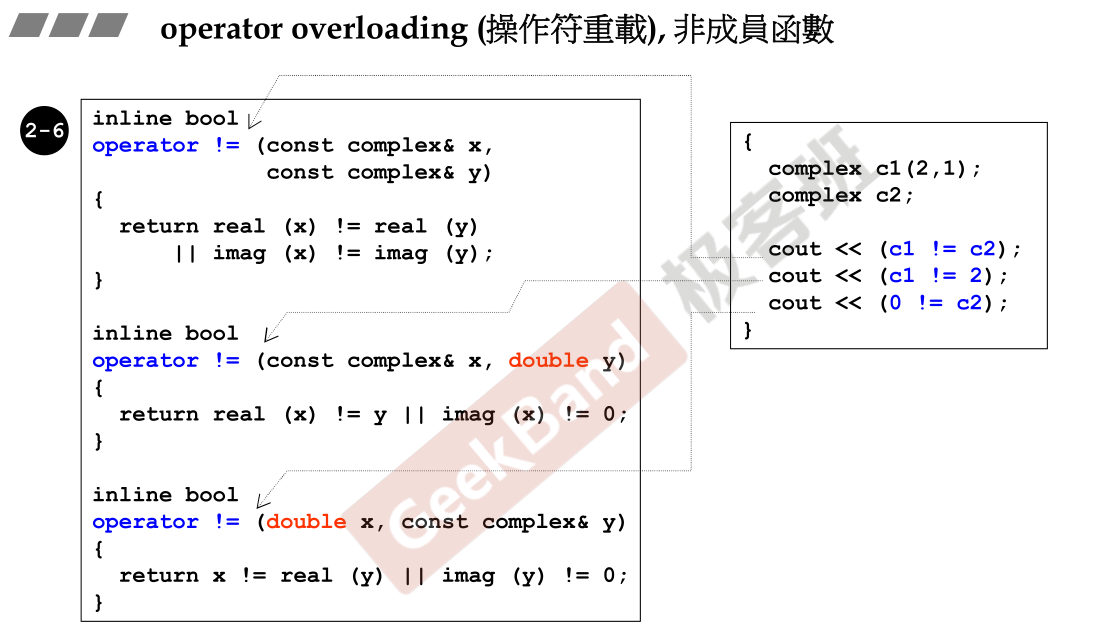 operator overloading (操作符重載), 非成員函數
2-6
inline bool
operator != (const complex& x,
const complex& y)
{
return real (x) != real (y)
|| imag (x) != imag (y);
}
inline bool
operator != (const complex& x, double y)
{
return real (x) != y || imag (x) != 0;
}
inline bool
operator != (double x, const complex& y)
{
return x != real (y) || imag (y) != 0;
}
{
complex c1(2,1);
complex c2;
cout << (c1 != c2);
cout << (c1 != 2);
cout << (0 != c2);
}
GeekBand
极客班